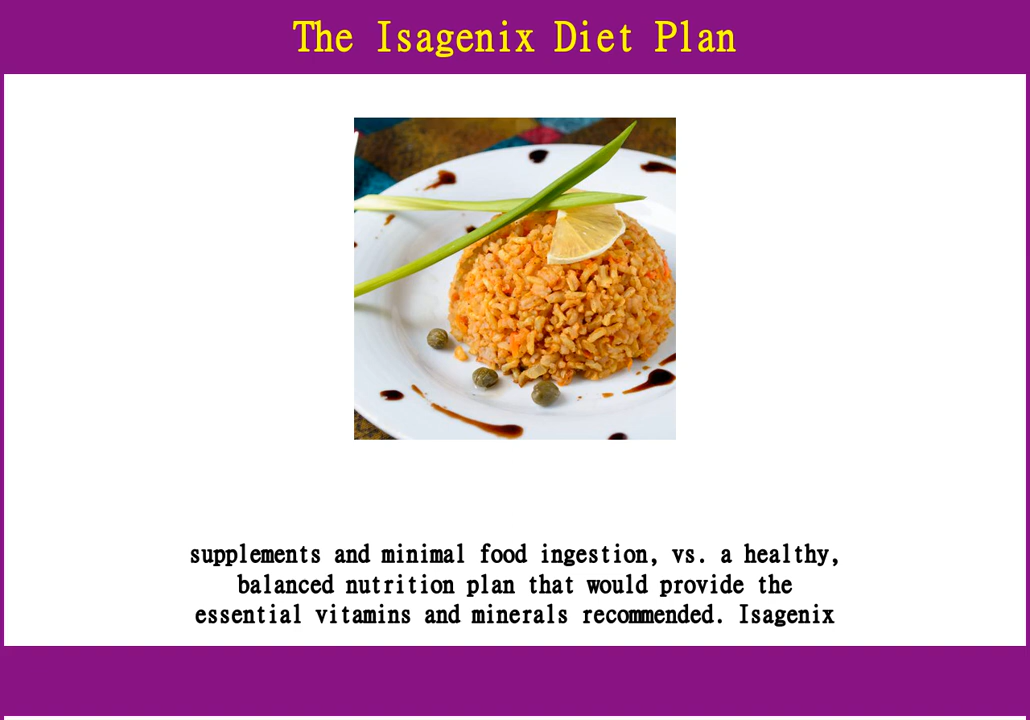 The Isagenix Diet Plan
supplements and minimal food ingestion, vs. a healthy,
balanced nutrition plan that would provide the
essential vitamins and minerals recommended. Isagenix